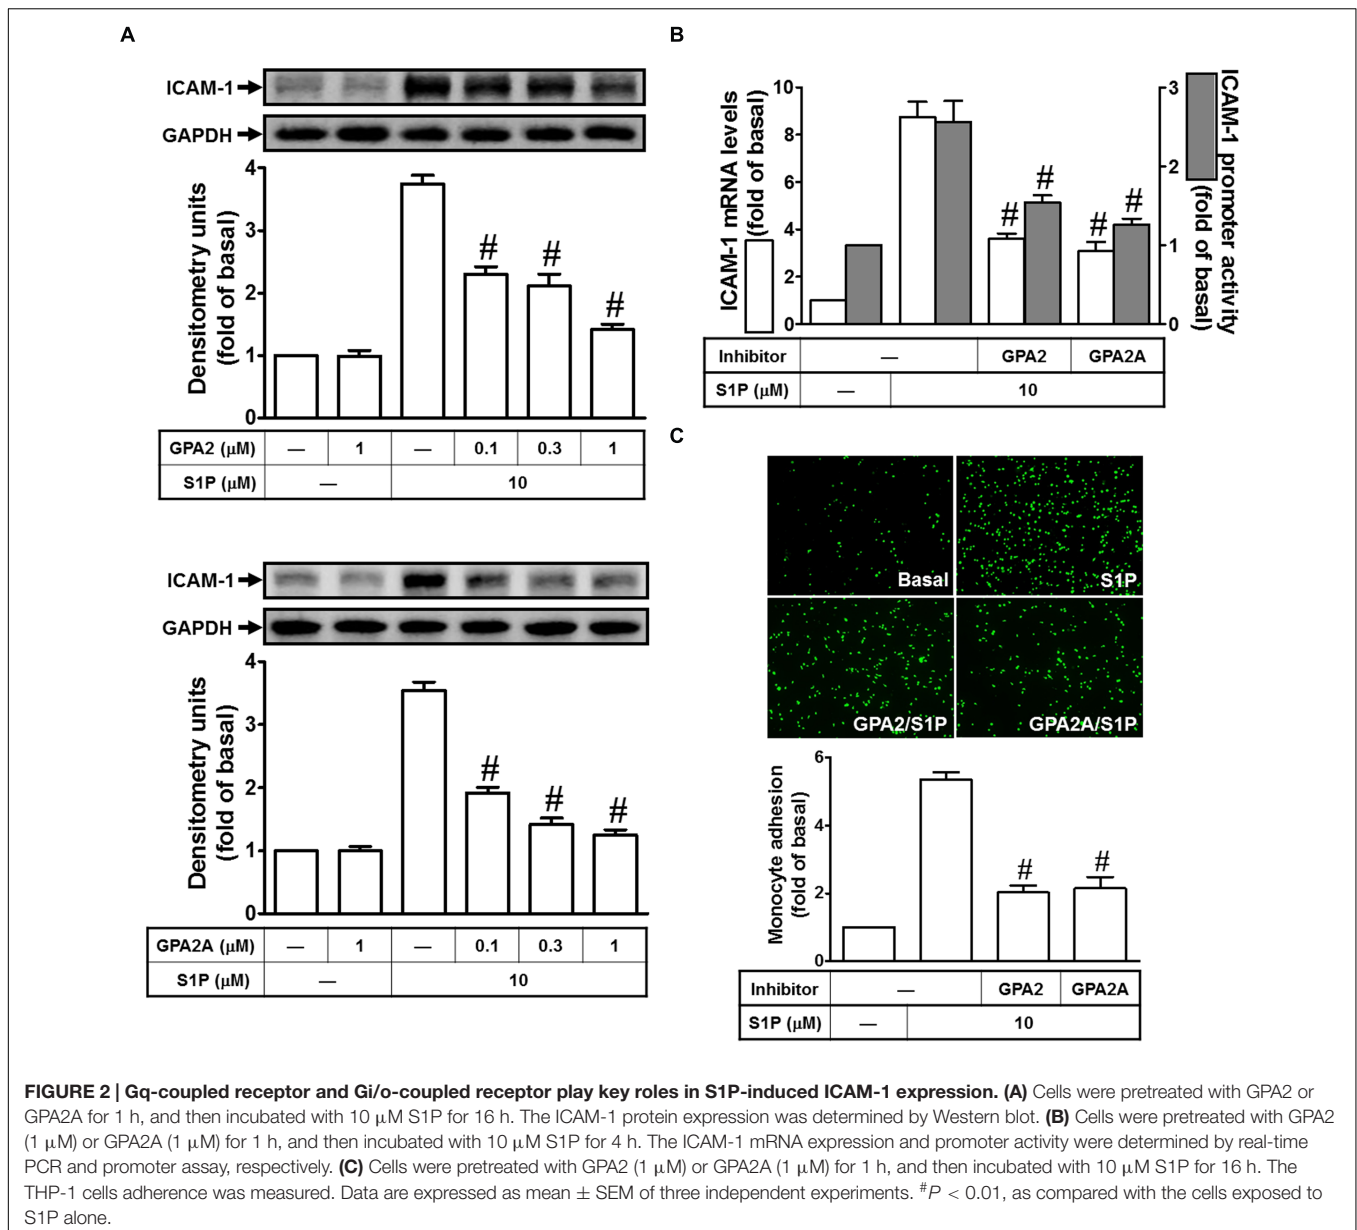 A
ICAM-1
GAPDH
Densitometry units
(fold of basal)
4
3
2
1
0
#
#
#
GPA2 (μM) — 1 — 0.1 0.3 1
S1P (μM) — 10
ICAM-1
GAPDH
Densitometry units
(fold of basal)
4
3
2
1
0
#
#
#
GPA2A (μM) — 1 — 0.1 0.3 1
S1P (μM) — 10
B
ICAM-1 mRNA levels
(fold of basal)
10
8
6
4
2
0
#
#
#
#
3
2
1
0
ICAM-1 promoter activity
(fold of basal)
Inhibitor — GPA2 GPA2A
S1P (μM) — 10
C
Basal
S1P
GPA2/S1P
GPA2A/S1P
Monocyte adhesion
(fold of basal)
6
4
2
0
#
#
Inhibitor — GPA2 GPA2A
S1P (μM) — 10
FIGURE 2 | Gq-coupled receptor and Gi/o-coupled receptor play key roles in S1P-induced ICAM-1 expression. (A) Cells were pretreated with GPA2 or
GPA2A for 1 h, and then incubated with 10 μM S1P for 16 h. The ICAM-1 protein expression was determined by Western blot. (B) Cells were pretreated with GPA2
(1 μM) or GPA2A (1 μM) for 1 h, and then incubated with 10 μM S1P for 4 h. The ICAM-1 mRNA expression and promoter activity were determined by real-time
PCR and promoter assay, respectively. (C) Cells were pretreated with GPA2 (1 μM) or GPA2A (1 μM) for 1 h, and then incubated with 10 μM S1P for 16 h. The
THP-1 cells adherence was measured. Data are expressed as mean ± SEM of three independent experiments. #P < 0.01, as compared with the cells exposed to
S1P alone.